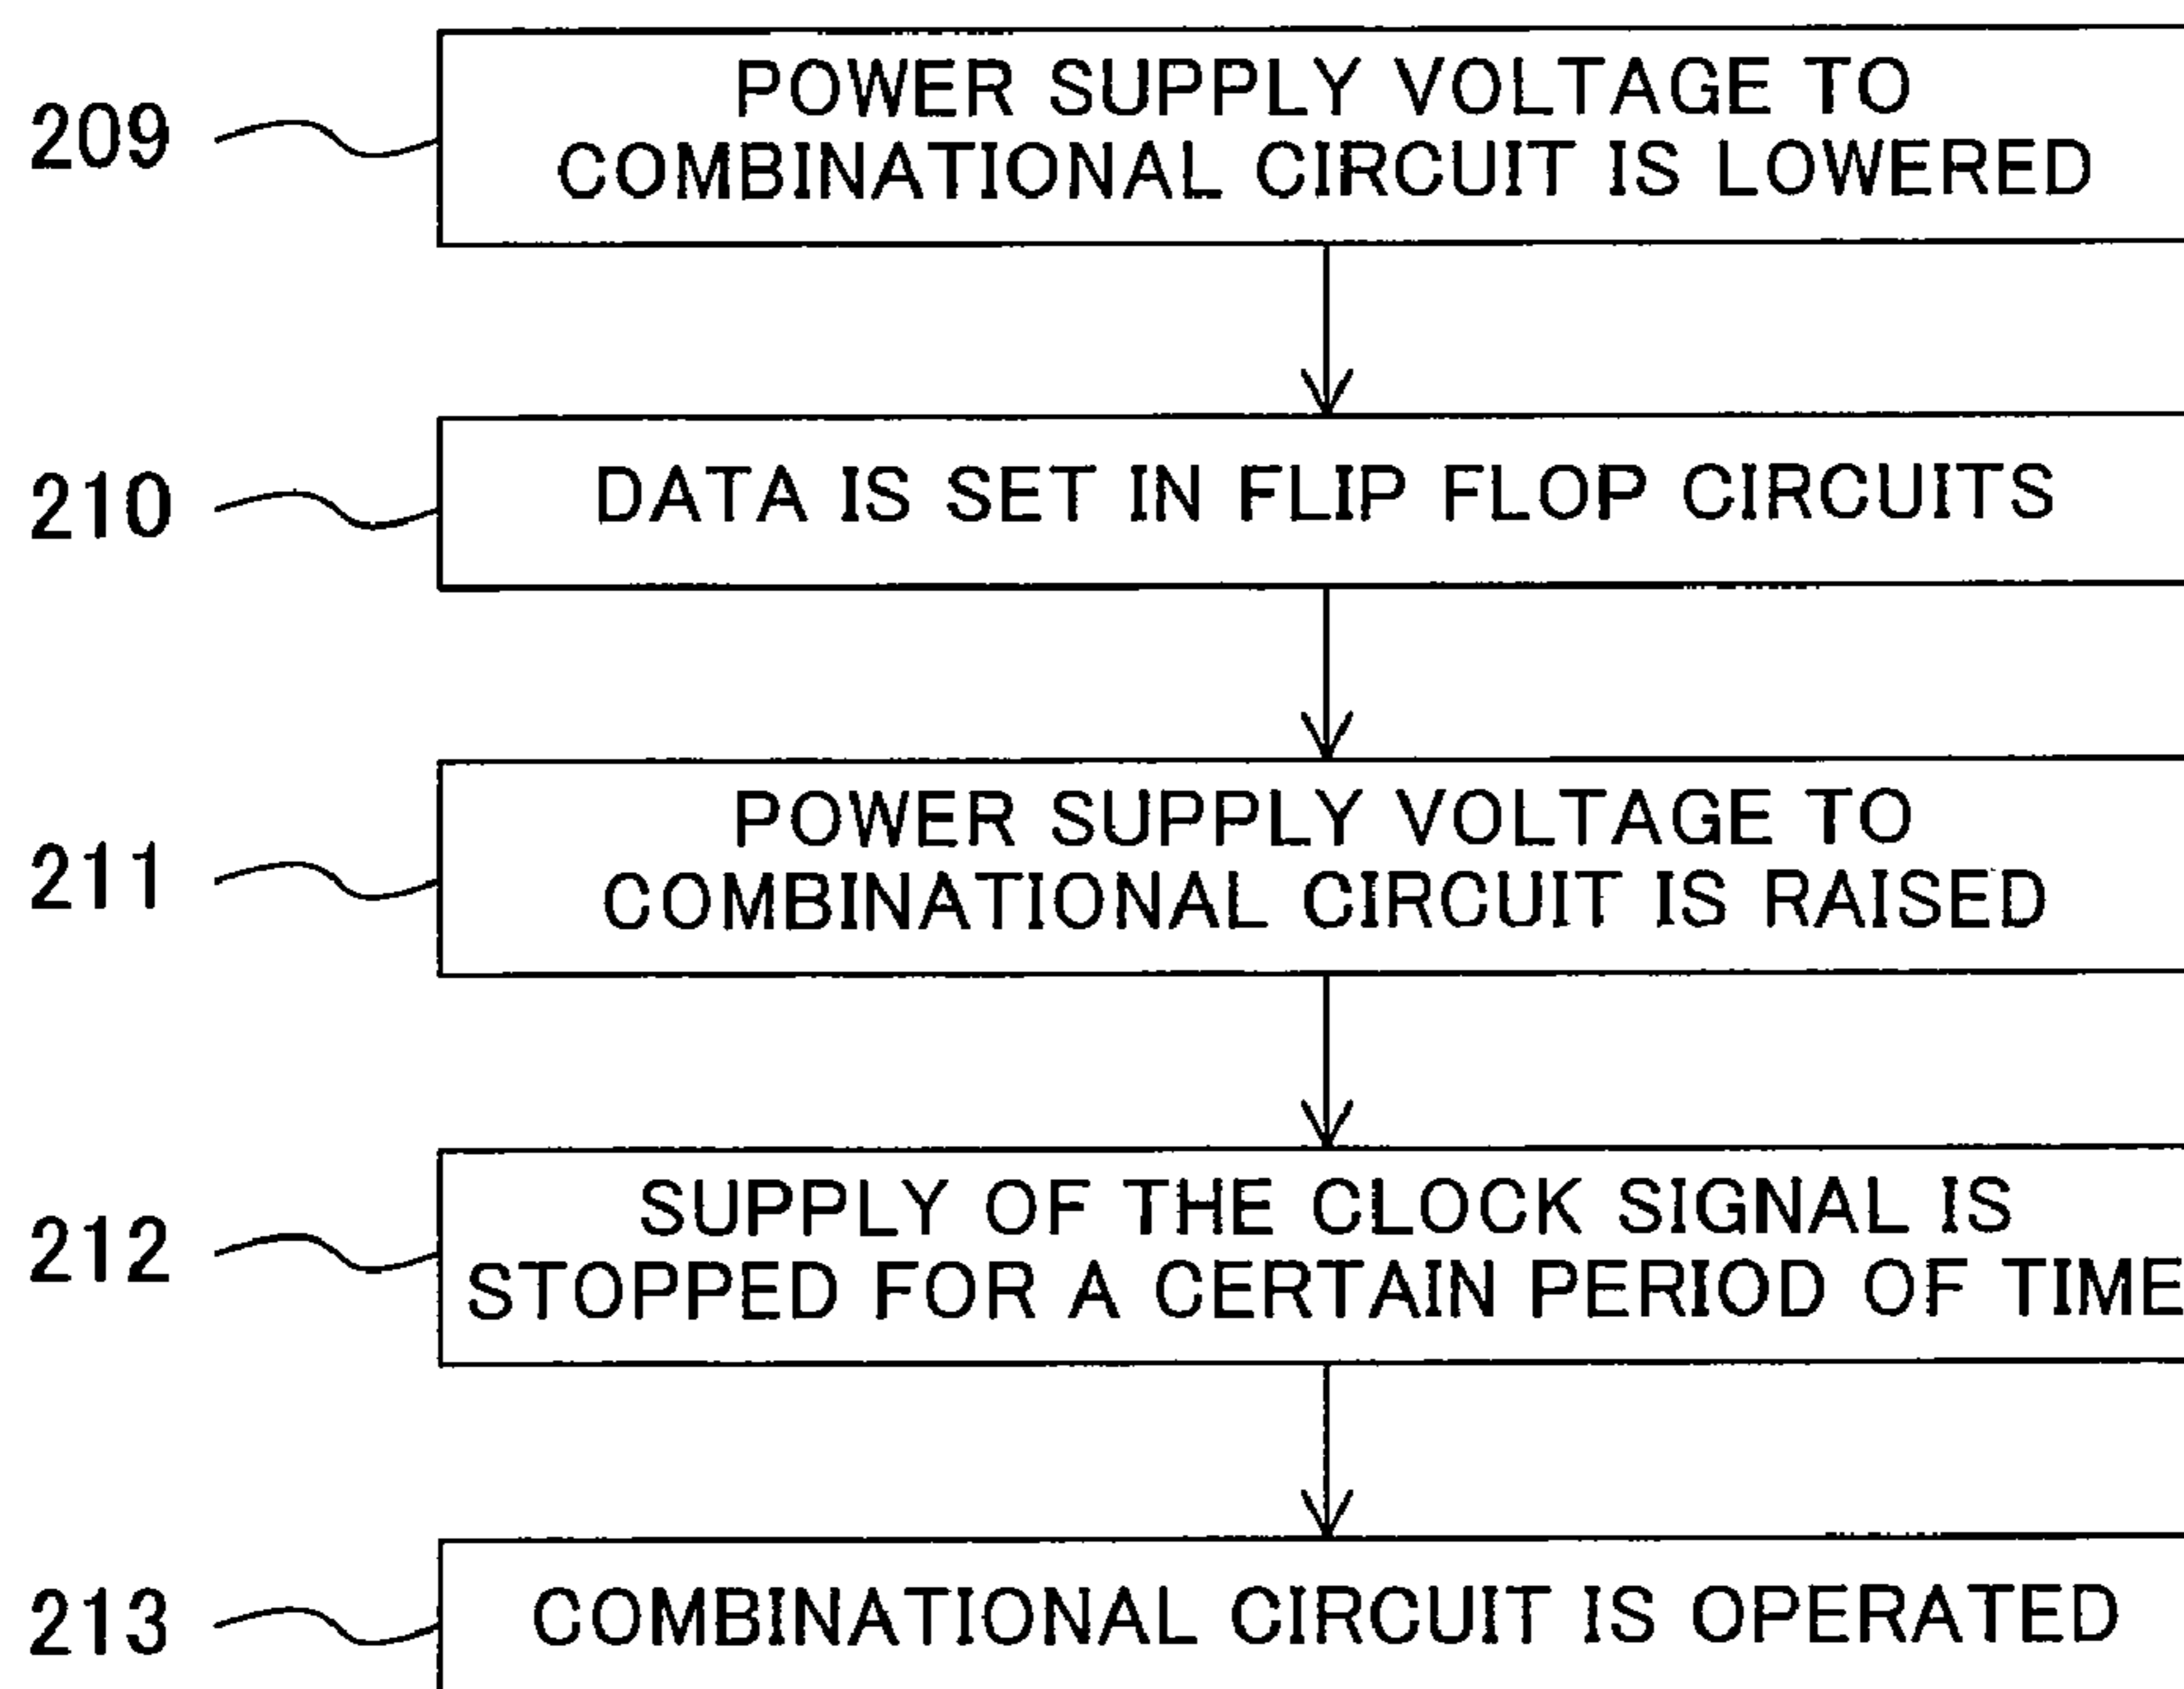 209
POWER SUPPLY VOLTAGE TO
COMBINATIONAL CIRCUIT IS LOWERED
210
DATA IS SET IN FLIP FLOP CIRCUITS
211
POWER SUPPLY VOLTAGE TO
COMBINATIONAL CIRCUIT IS RAISED
212
SUPPLY OF THE CLOCK SIGNAL IS
STOPPED FOR A CERTAIN PERIOD OF TIME
213
COMBINATIONAL CIRCUIT IS OPERATED